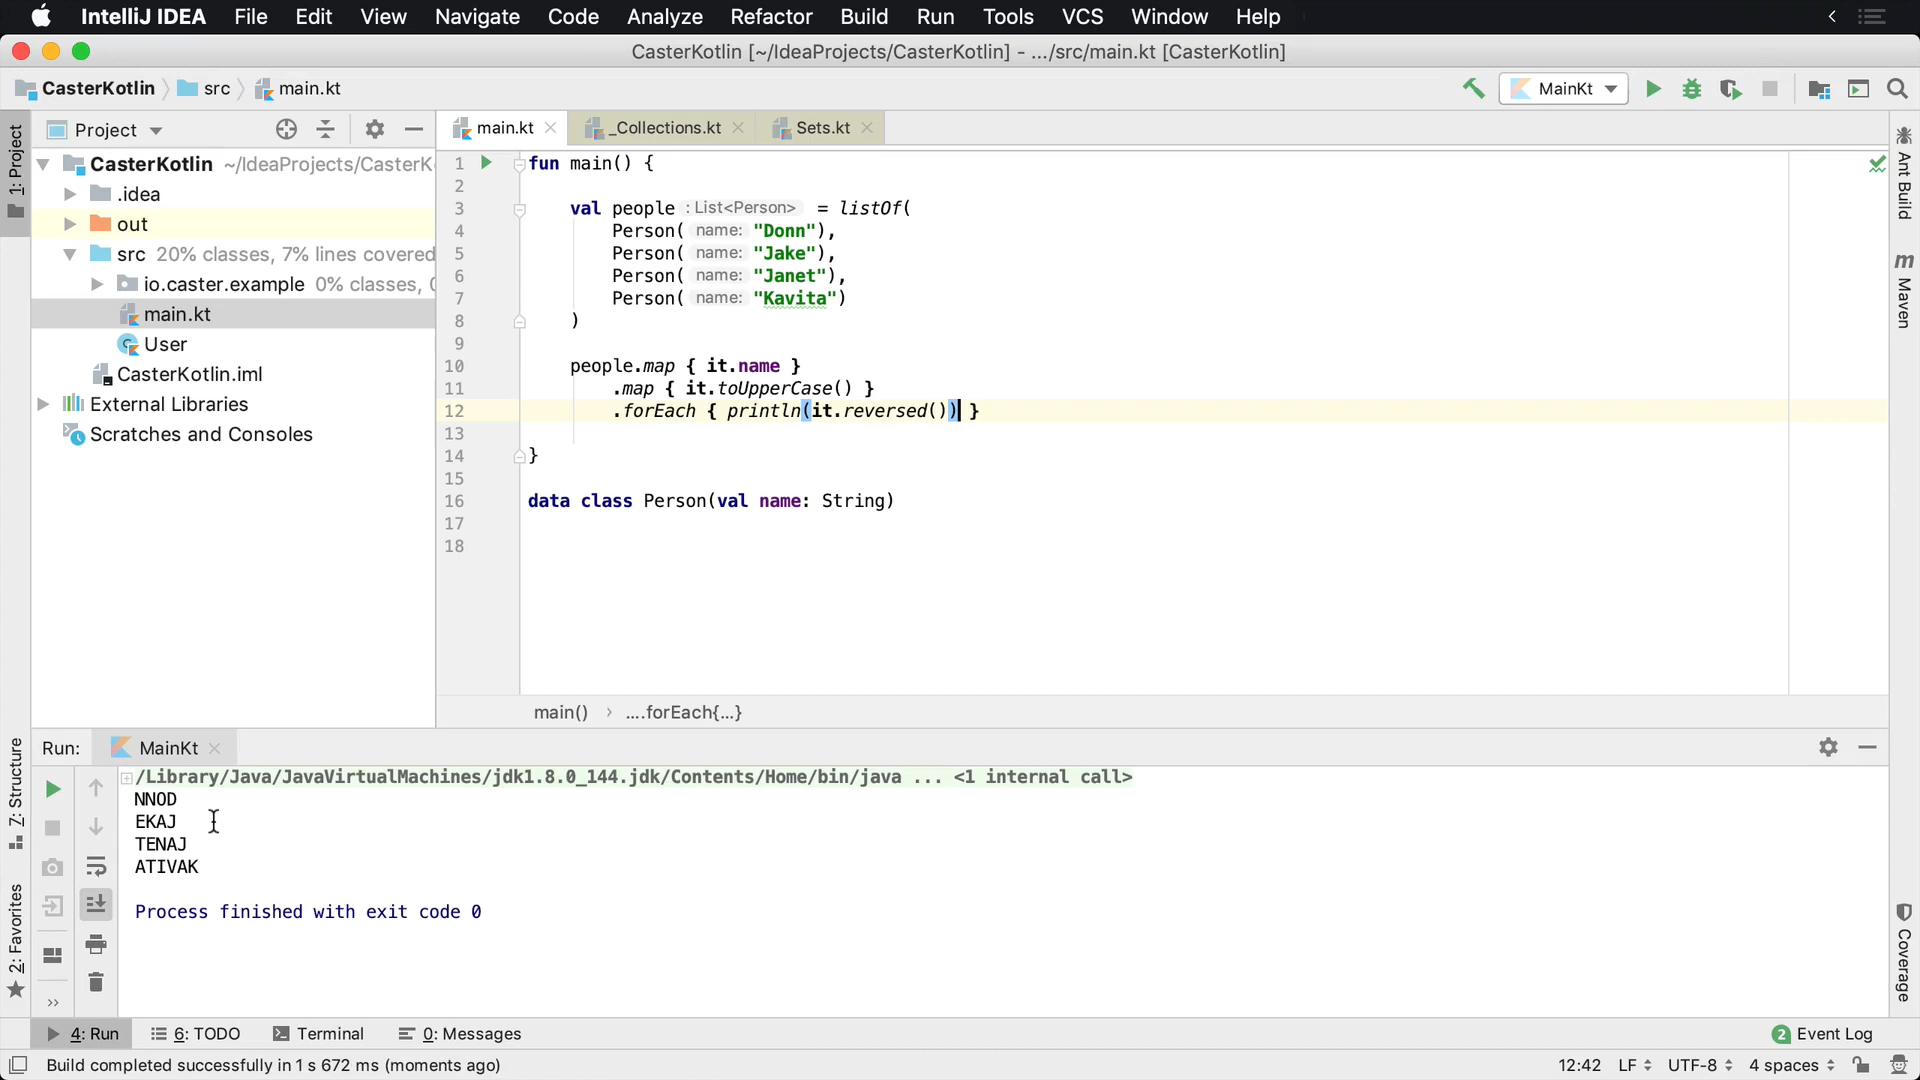 IntelliJ IDEA File Edit View Navigate Code Analyze Refactor Build Run Tools VCS Window Help
CasterKotlin [~/IdeaProjects/CasterKotlin] - .../src/main.kt [CasterKotlin]
CasterKotlin src main.kt MainKt
1: Project
Project
CasterKotlin ~/IdeaProjects/CasterK
.idea
out
src 20% classes, 7% lines covered
io.caster.example 0% classes, 0
main.kt
User
CasterKotlin.iml
External Libraries
Scratches and Consoles
main.kt _Collections.kt Sets.kt
1 fun main() {
2
3 val people : List<Person> = listOf(
4 Person( name: "Donn"),
5 Person( name: "Jake"),
6 Person( name: "Janet"),
7 Person( name: "Kavita")
8 )
9
10 people.map { it.name }
11 .map { it.toUpperCase() }
12 .forEach { println(it.reversed()) }
13
14 }
15
16 data class Person(val name: String)
17
18
main() › ....forEach{...}
Ant Build
m Maven
Z: Structure
2: Favorites
Run: MainKt
/Library/Java/JavaVirtualMachines/jdk1.8.0_144.jdk/Contents/Home/bin/java ... <1 internal call>
NNOD
EKAJ
TENAJ
ATIVAK
Process finished with exit code 0
Coverage
4: Run 6: TODO Terminal 0: Messages 2 Event Log
Build completed successfully in 1 s 672 ms (moments ago) 12:42 LF UTF-8 4 spaces